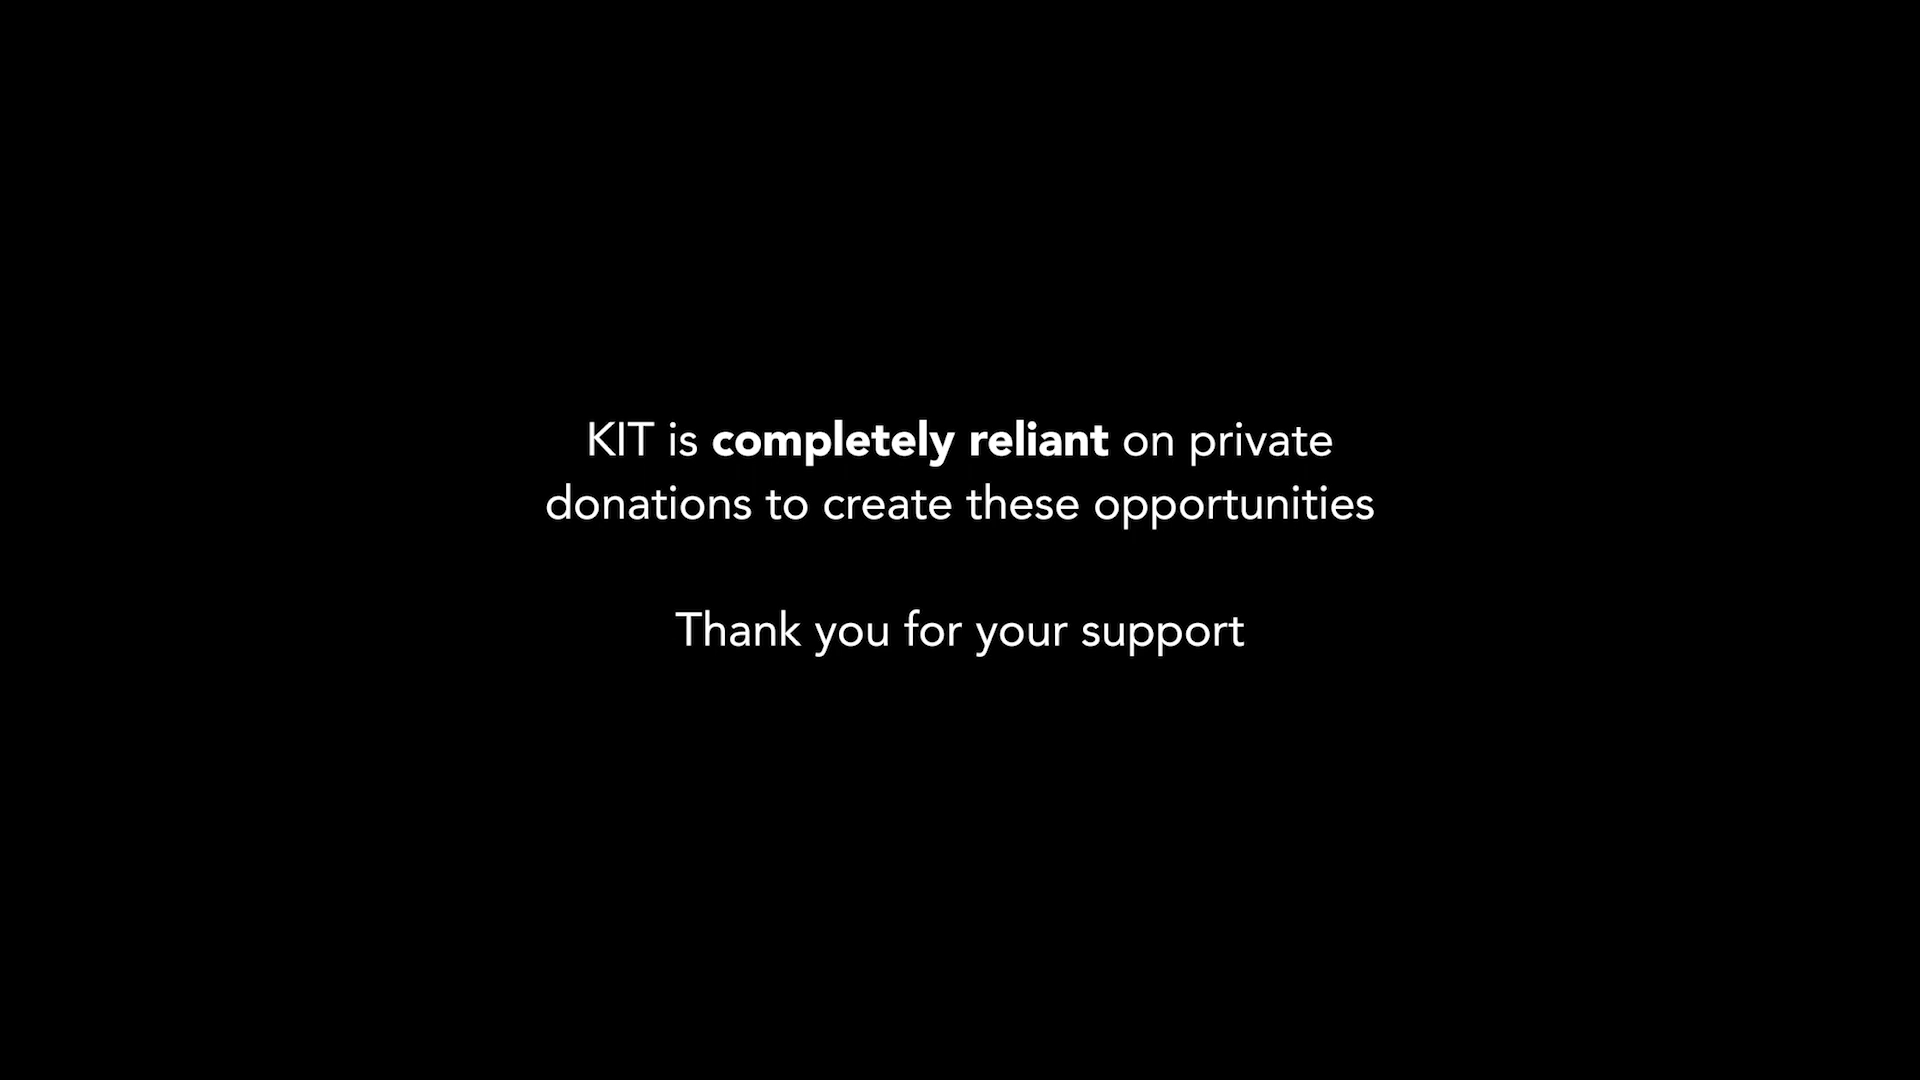 KIT is completely reliant on private
donations to create these opportunities
Thank you for your support